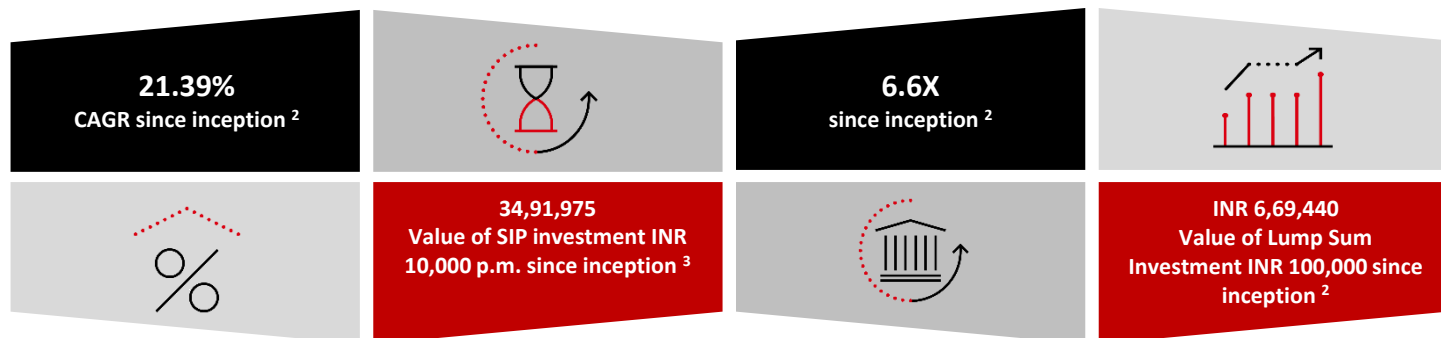 21.39%
CAGR since inception ²
6.6X
since inception ²
34,91,975
Value of SIP investment INR
10,000 p.m. since inception ³
INR 6,69,440
Value of Lump Sum
Investment INR 100,000 since
inception ²